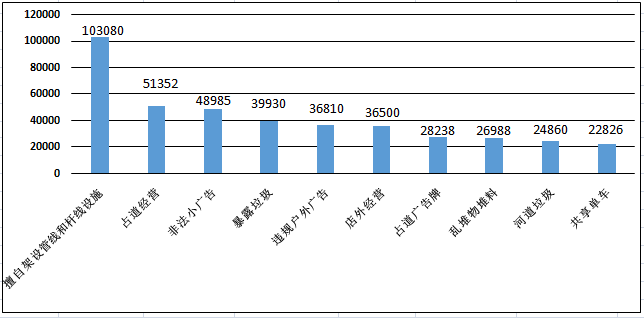 120000
100000
80000
60000
40000
20000
0
103080
51352
48985
39930
36810
36500
28238
26988
24860
22826
擅自架设管线和杆线设施
占道经营
非法小广告
暴露垃圾
违规户外广告
店外经营
占道广告牌
乱堆物堆料
河道垃圾
共享单车